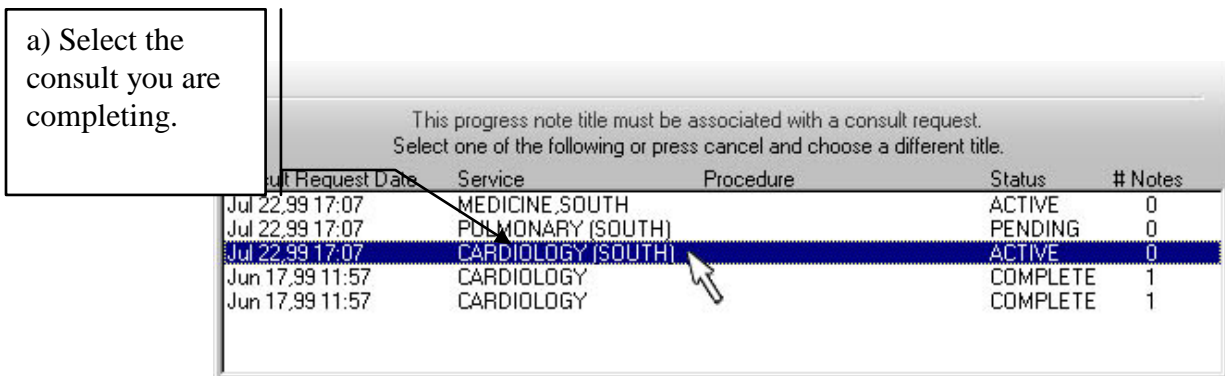 a) Select the
consult you are
completing.
This progress note title must be associated with a consult request.
Select one of the following or press cancel and choose a different title.
Request Date Service Procedure Status # Notes
Jul 22,99 17:07 MEDICINE,SOUTH ACTIVE 0
Jul 22,99 17:07 PULMONARY (SOUTH) PENDING 0
Jul 22,99 17:07 CARDIOLOGY (SOUTH) ACTIVE 0
Jun 17,99 11:57 CARDIOLOGY COMPLETE 1
Jun 17,99 11:57 CARDIOLOGY COMPLETE 1